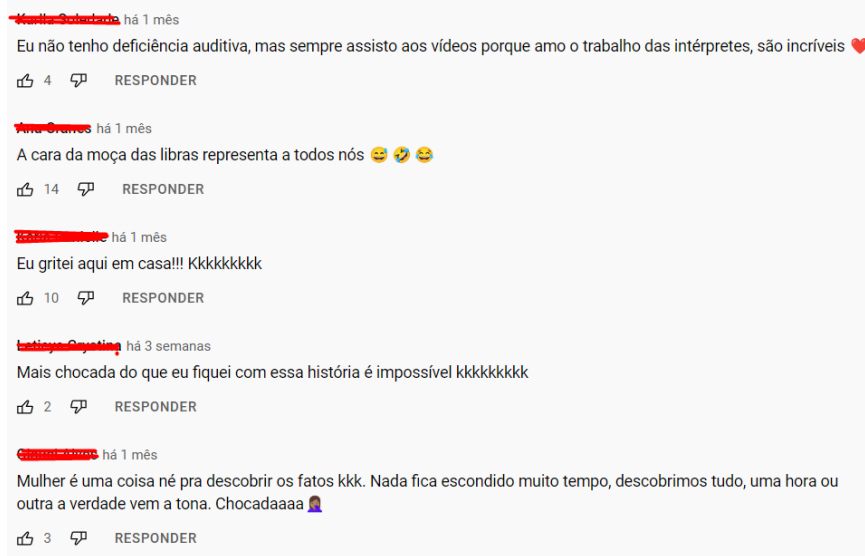 há 1 mês
Eu não tenho deficiência auditiva, mas sempre assisto aos vídeos porque amo o trabalho das intérpretes, são incríveis ❤️
4 RESPONDER
há 1 mês
A cara da moça das libras representa a todos nós 😅 🤣 😂
14 RESPONDER
há 1 mês
Eu gritei aqui em casa!!! Kkkkkkkkk
10 RESPONDER
há 3 semanas
Mais chocada do que eu fiquei com essa história é impossível kkkkkkkkk
2 RESPONDER
há 1 mês
Mulher é uma coisa né pra descobrir os fatos kkk. Nada fica escondido muito tempo, descobrimos tudo, uma hora ou
outra a verdade vem a tona. Chocadaaaa 🤦🏽‍♀️
3 RESPONDER